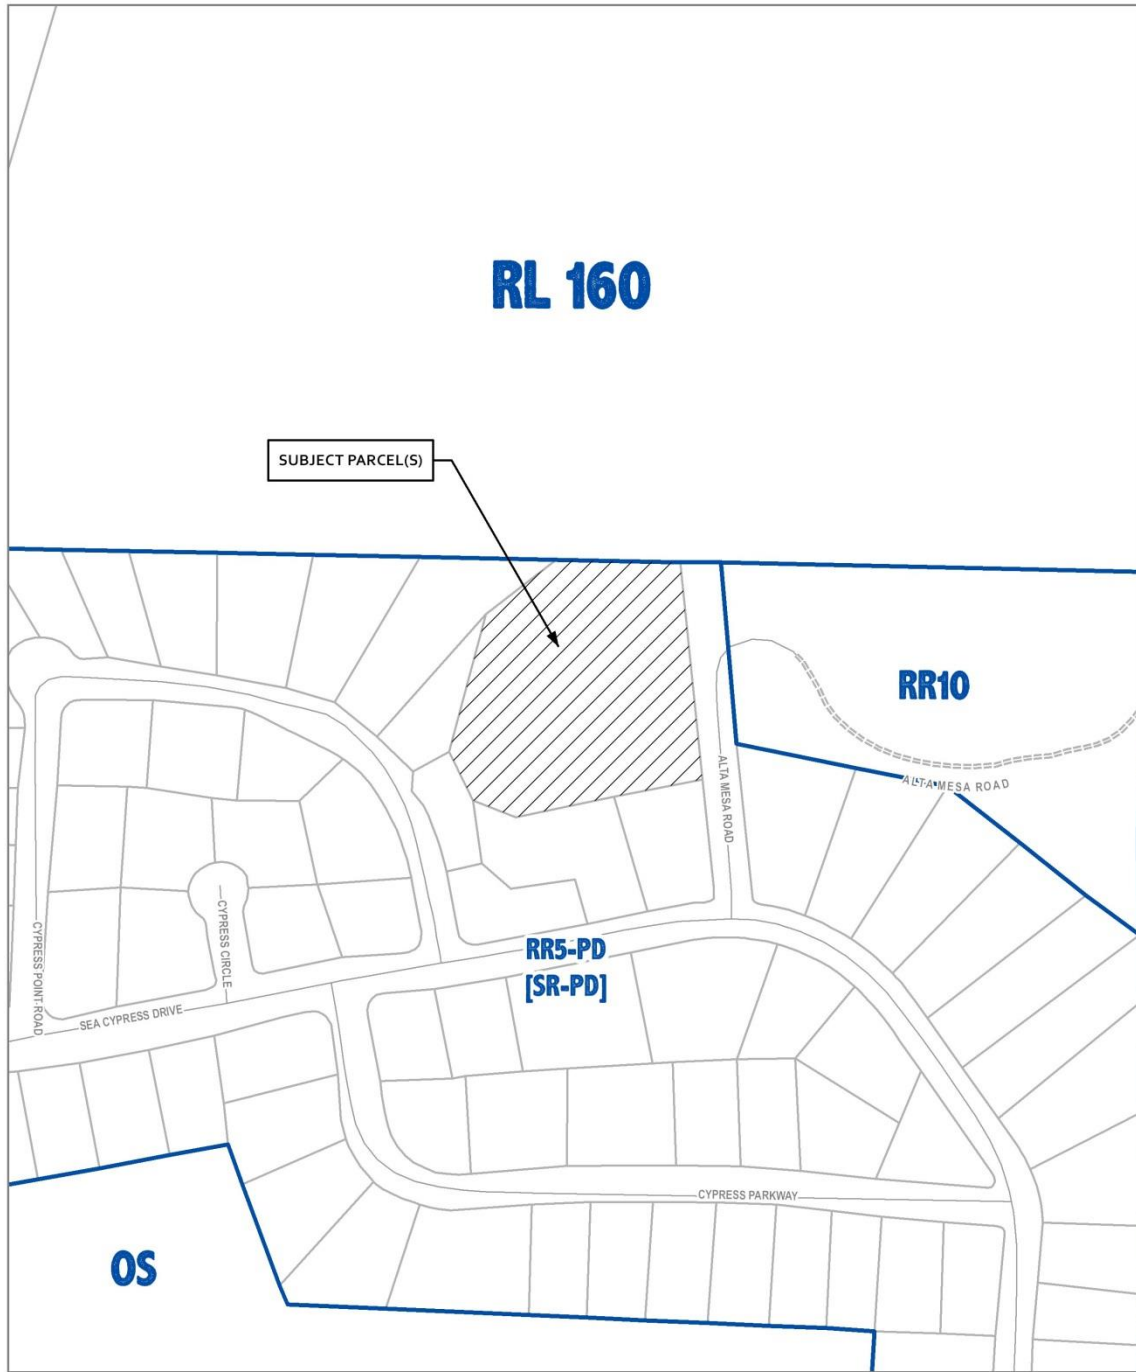 RL 160
SUBJECT PARCEL(S)
RR10
ALTA MESA ROAD
ALTA MESA ROAD
CYPRESS POINT ROAD
CYPRESS CIRCLE
RR5-PD
[SR-PD]
SEA CYPRESS DRIVE
CYPRESS PARKWAY
OS